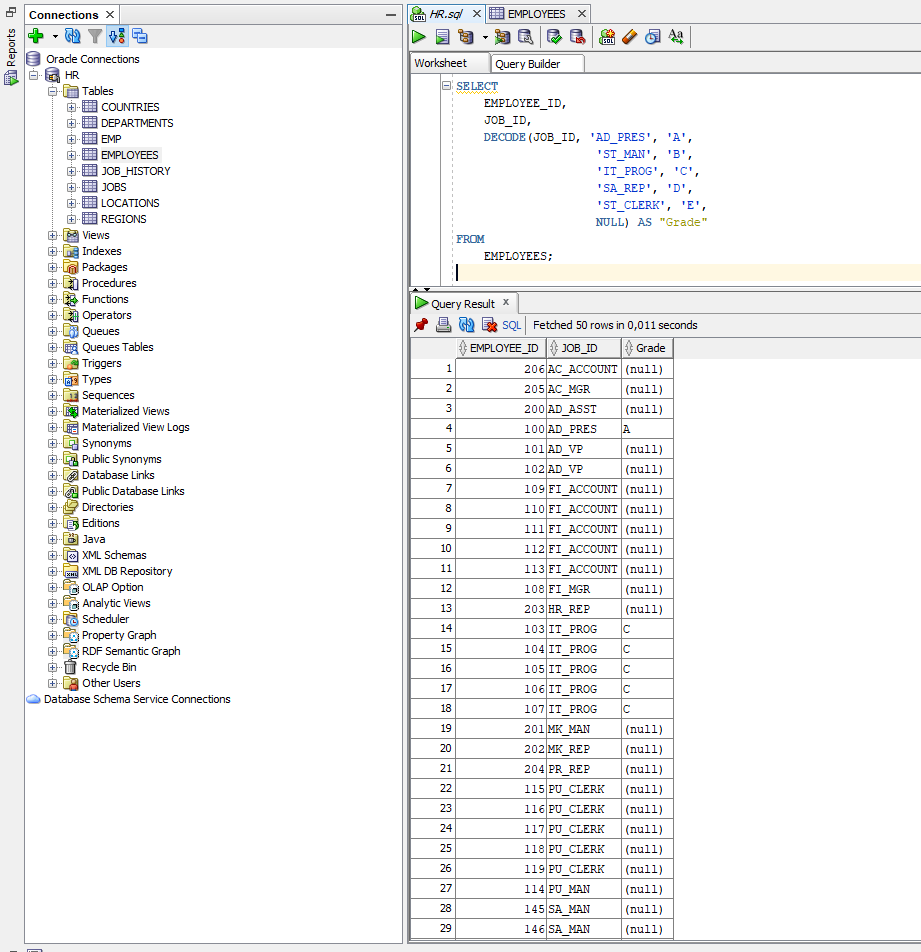 Reports
Connections
Oracle Connections
HR
Tables
COUNTRIES
DEPARTMENTS
EMP
EMPLOYEES
JOB_HISTORY
JOBS
LOCATIONS
REGIONS
Views
Indexes
Packages
Procedures
Functions
Operators
Queues
Queues Tables
Triggers
Types
Sequences
Materialized Views
Materialized View Logs
Synonyms
Public Synonyms
Database Links
Public Database Links
Directories
Editions
Java
XML Schemas
XML DB Repository
OLAP Option
Analytic Views
Scheduler
Property Graph
RDF Semantic Graph
Recycle Bin
Other Users
Database Schema Service Connections
HR.sql EMPLOYEES
Worksheet Query Builder
SELECT
EMPLOYEE_ID,
JOB_ID,
DECODE(JOB_ID, 'AD_PRES', 'A',
'ST_MAN', 'B',
'IT_PROG', 'C',
'SA_REP', 'D',
'ST_CLERK', 'E',
NULL) AS "Grade"
FROM
EMPLOYEES;
Query Result
SQL Fetched 50 rows in 0,011 seconds
EMPLOYEE_ID JOB_ID Grade
1 206 AC_ACCOUNT (null)
2 205 AC_MGR (null)
3 200 AD_ASST (null)
4 100 AD_PRES A
5 101 AD_VP (null)
6 102 AD_VP (null)
7 109 FI_ACCOUNT (null)
8 110 FI_ACCOUNT (null)
9 111 FI_ACCOUNT (null)
10 112 FI_ACCOUNT (null)
11 113 FI_ACCOUNT (null)
12 108 FI_MGR (null)
13 203 HR_REP (null)
14 103 IT_PROG C
15 104 IT_PROG C
16 105 IT_PROG C
17 106 IT_PROG C
18 107 IT_PROG C
19 201 MK_MAN (null)
20 202 MK_REP (null)
21 204 PR_REP (null)
22 115 PU_CLERK (null)
23 116 PU_CLERK (null)
24 117 PU_CLERK (null)
25 118 PU_CLERK (null)
26 119 PU_CLERK (null)
27 114 PU_MAN (null)
28 145 SA_MAN (null)
29 146 SA_MAN (null)